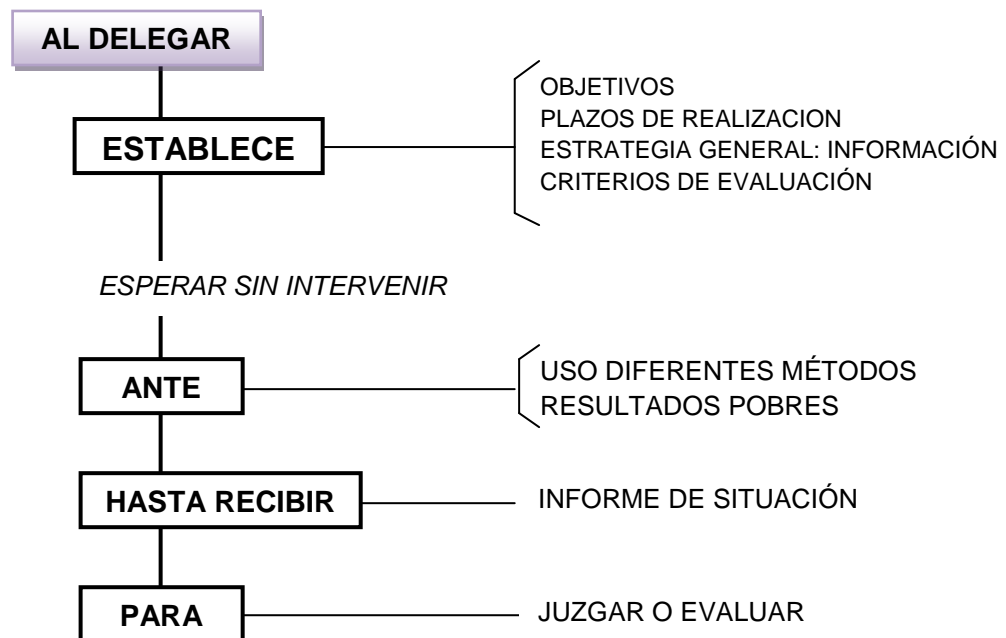 AL DELEGAR
ESTABLECE
OBJETIVOS
PLAZOS DE REALIZACION
ESTRATEGIA GENERAL: INFORMACIÓN
CRITERIOS DE EVALUACIÓN
ESPERAR SIN INTERVENIR
ANTE
USO DIFERENTES MÉTODOS
RESULTADOS POBRES
HASTA RECIBIR
INFORME DE SITUACIÓN
PARA
JUZGAR O EVALUAR